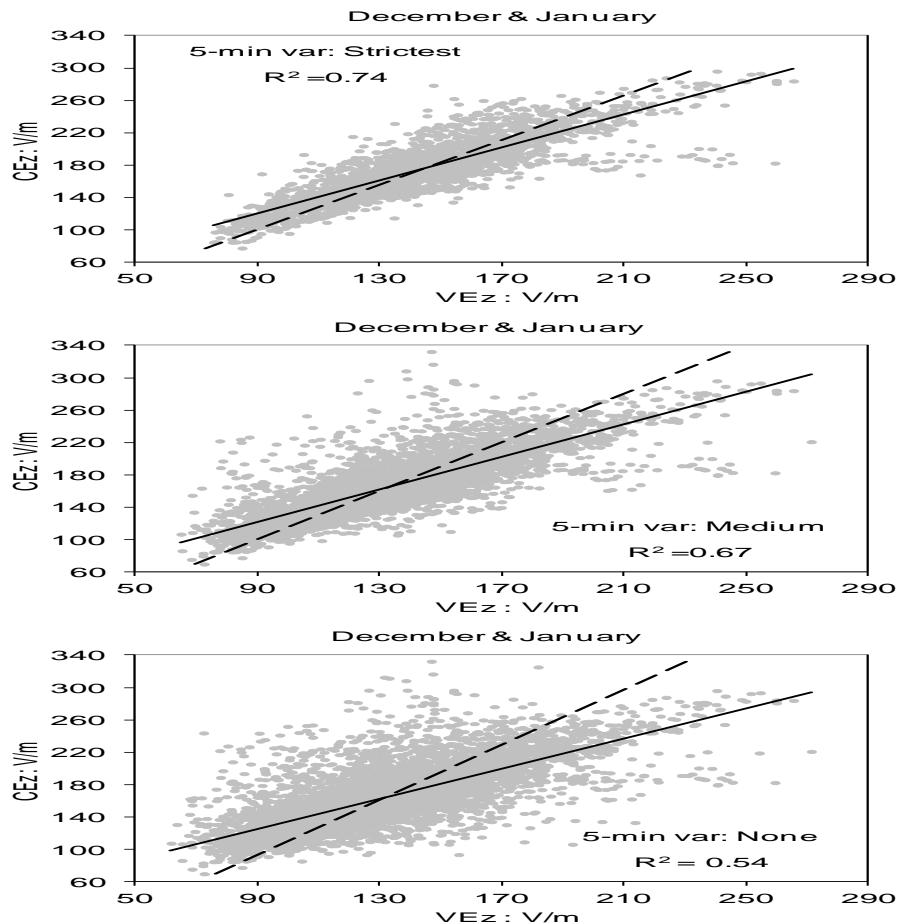 December & January
340
5-min var: Strictest
300
R² =0.74
260
220
180
140
100
60
CEz: V/m
50 90 130 170 210 250 290
VEz : V/m
December & January
340
300
260
220
180
140
5-min var: Medium
100
R² =0.67
60
CEz: V/m
50 90 130 170 210 250 290
VEz : V/m
December & January
340
300
260
220
180
140
5-min var: None
100
R² = 0.54
60
CEz: V/m
50 90 130 170 210 250 290
VEz : V/m